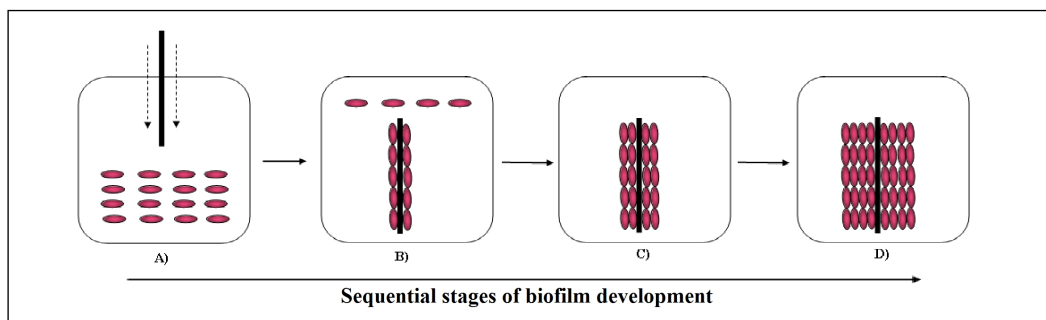 A)
B)
C)
D)
Sequential stages of biofilm development